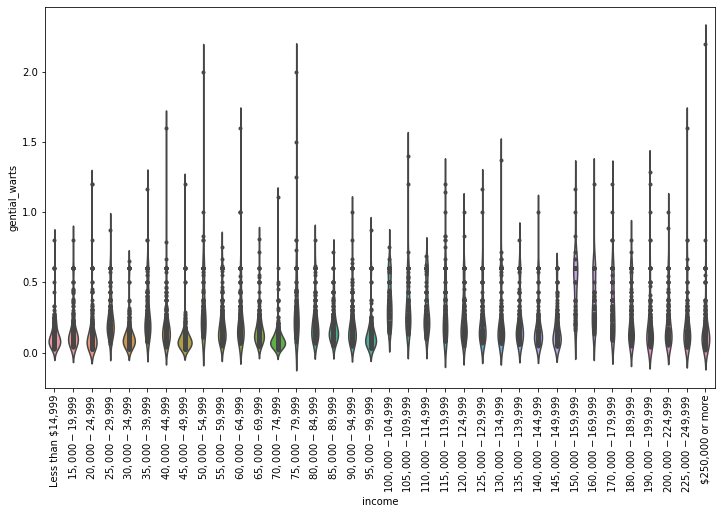 2.0
1.5
1.0
0.5
0.0
gential_warts
Less than $14,999
15,000 − 19,999
20,000 − 24,999
25,000 − 29,999
30,000 − 34,999
35,000 − 39,999
40,000 − 44,999
45,000 − 49,999
50,000 − 54,999
55,000 − 59,999
60,000 − 64,999
65,000 − 69,999
70,000 − 74,999
75,000 − 79,999
80,000 − 84,999
85,000 − 89,999
90,000 − 94,999
95,000 − 99,999
100,000 − 104,999
105,000 − 109,999
110,000 − 114,999
115,000 − 119,999
120,000 − 124,999
125,000 − 129,999
130,000 − 134,999
135,000 − 139,999
140,000 − 144,999
145,000 − 149,999
150,000 − 159,999
160,000 − 169,999
170,000 − 179,999
180,000 − 189,999
190,000 − 199,999
200,000 − 224,999
225,000 − 249,999
$250,000 or more
income